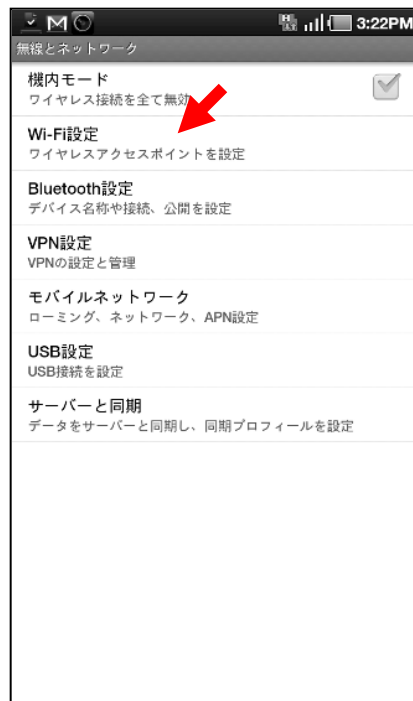 3:22PM
無線とネットワーク
機内モード
ワイヤレス接続を全て無効
Wi-Fi設定
ワイヤレスアクセスポイントを設定
Bluetooth設定
デバイス名称や接続、公開を設定
VPN設定
VPNの設定と管理
モバイルネットワーク
ローミング、ネットワーク、APN設定
USB設定
USB接続を設定
サーバーと同期
データをサーバーと同期し、同期プロフィールを設定